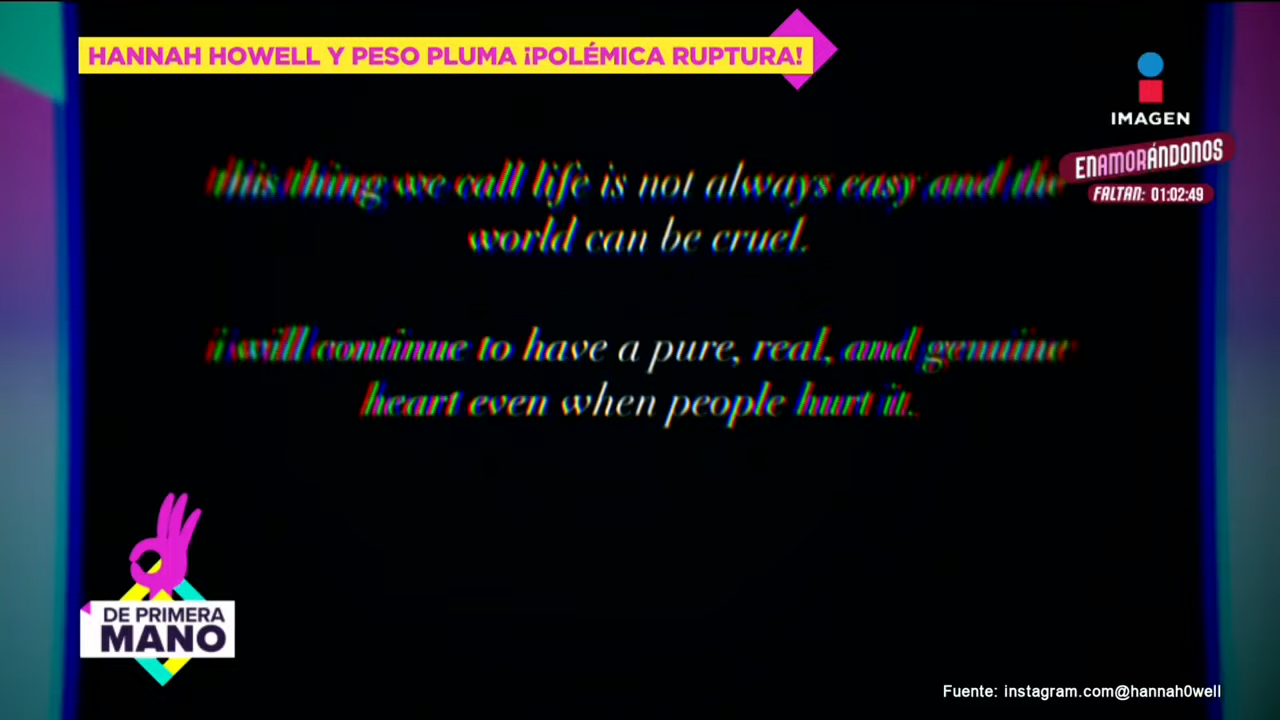 HANNAH HOWELL Y PESO PLUMA ¡POLÉMICA RUPTURA!
IMAGEN
ENAMORÁNDONOS
FALTAN: 01:02:49
this thing we call life is not always easy and the
world can be cruel.
i will continue to have a pure, real, and genuine
heart even when people hurt it.
DE PRIMERA
MANO
Fuente: instagram.com@hannah0well